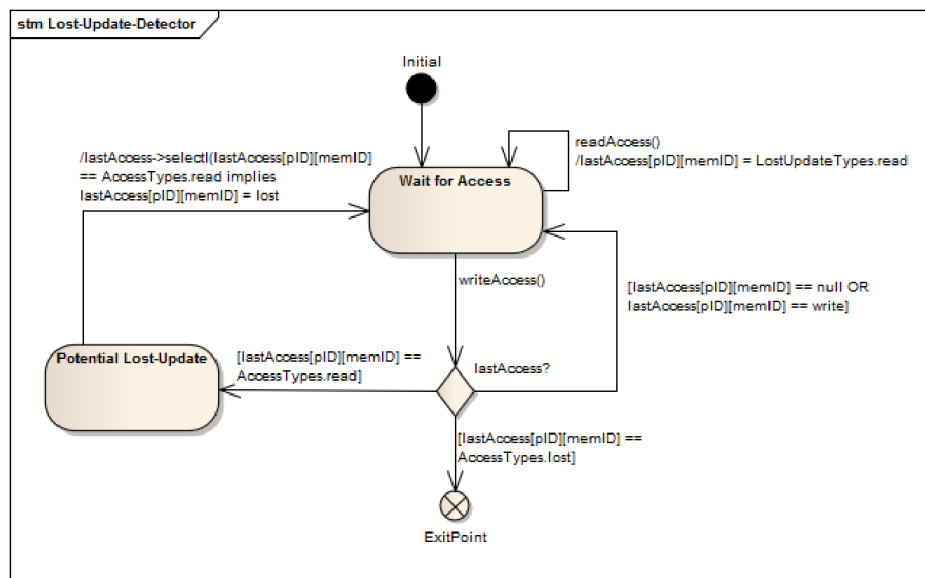 stm Lost-Update-Detector
Initial
/lastAccess->selectI(lastAccess[pID][memID]
== AccessTypes.read implies
lastAccess[pID][memID] = lost
readAccess()
/lastAccess[pID][memID] = LostUpdateTypes.read
Wait for Access
writeAccess()
[lastAccess[pID][memID] == null OR
lastAccess[pID][memID] == write]
Potential Lost-Update
[lastAccess[pID][memID] ==
AccessTypes.read]
lastAccess?
[lastAccess[pID][memID] ==
AccessTypes.lost]
ExitPoint